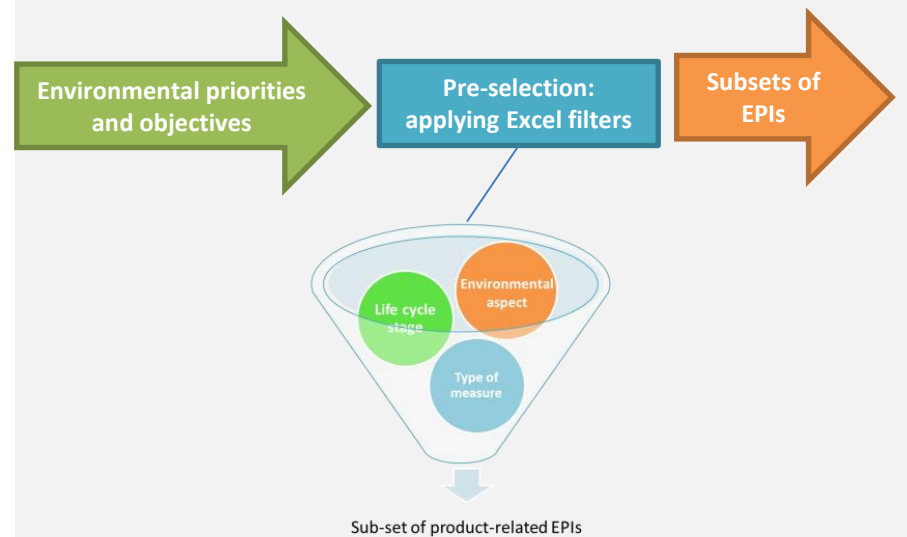 Environmental priorities
and objectives
Pre-selection:
applying Excel filters
Subsets of
EPIs
Environmental
aspect
Life cycle
stage
Type of
measure
Sub-set of product-related EPIs